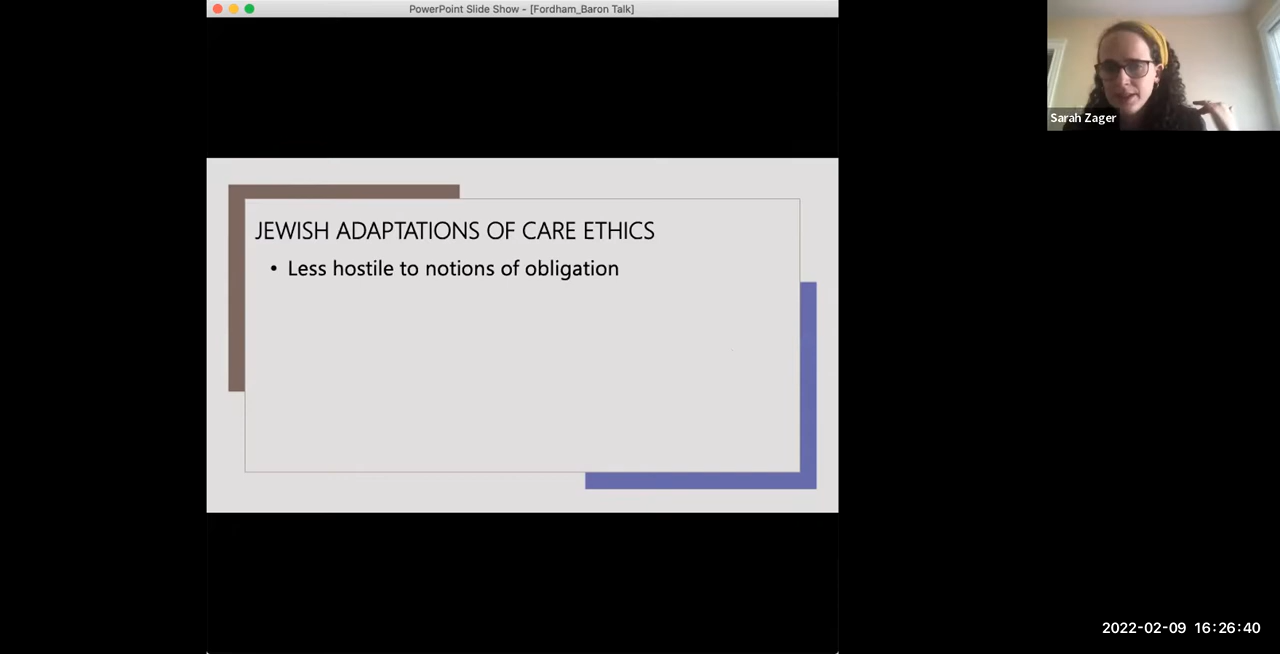 PowerPoint Slide Show - [Fordham_Baron Talk]
Sarah Zager
JEWISH ADAPTATIONS OF CARE ETHICS
• Less hostile to notions of obligation
2022-02-09 16:26:40